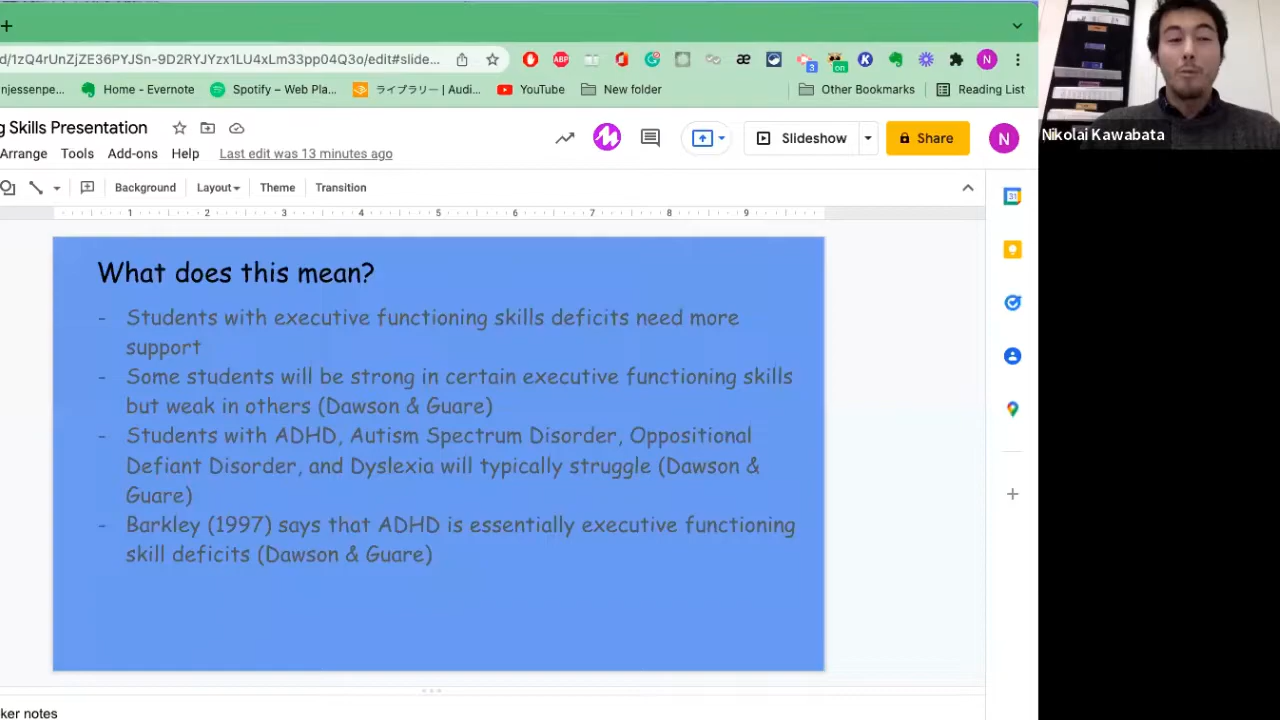 d/1zQ4rUnZjZE36PYJSn-9D2RYJYzx1LU4xLm33pp04Q3o/edit#slide...
ABP
æ
3
on
K
N
njessenpe...
Home - Evernote
Spotify – Web Pla...
ライブラリー | Audi...
YouTube
New folder
Other Bookmarks
Reading List
Nikolai Kawabata
g Skills Presentation
Slideshow
Share
N
Arrange
Tools
Add-ons
Help
Last edit was 13 minutes ago
Background
Layout
Theme
Transition
31
1 2 3 4 5 6 7 8 9
What does this mean?
- Students with executive functioning skills deficits need more
support
- Some students will be strong in certain executive functioning skills
but weak in others (Dawson & Guare)
- Students with ADHD, Autism Spectrum Disorder, Oppositional
Defiant Disorder, and Dyslexia will typically struggle (Dawson &
Guare)
- Barkley (1997) says that ADHD is essentially executive functioning
skill deficits (Dawson & Guare)
ker notes